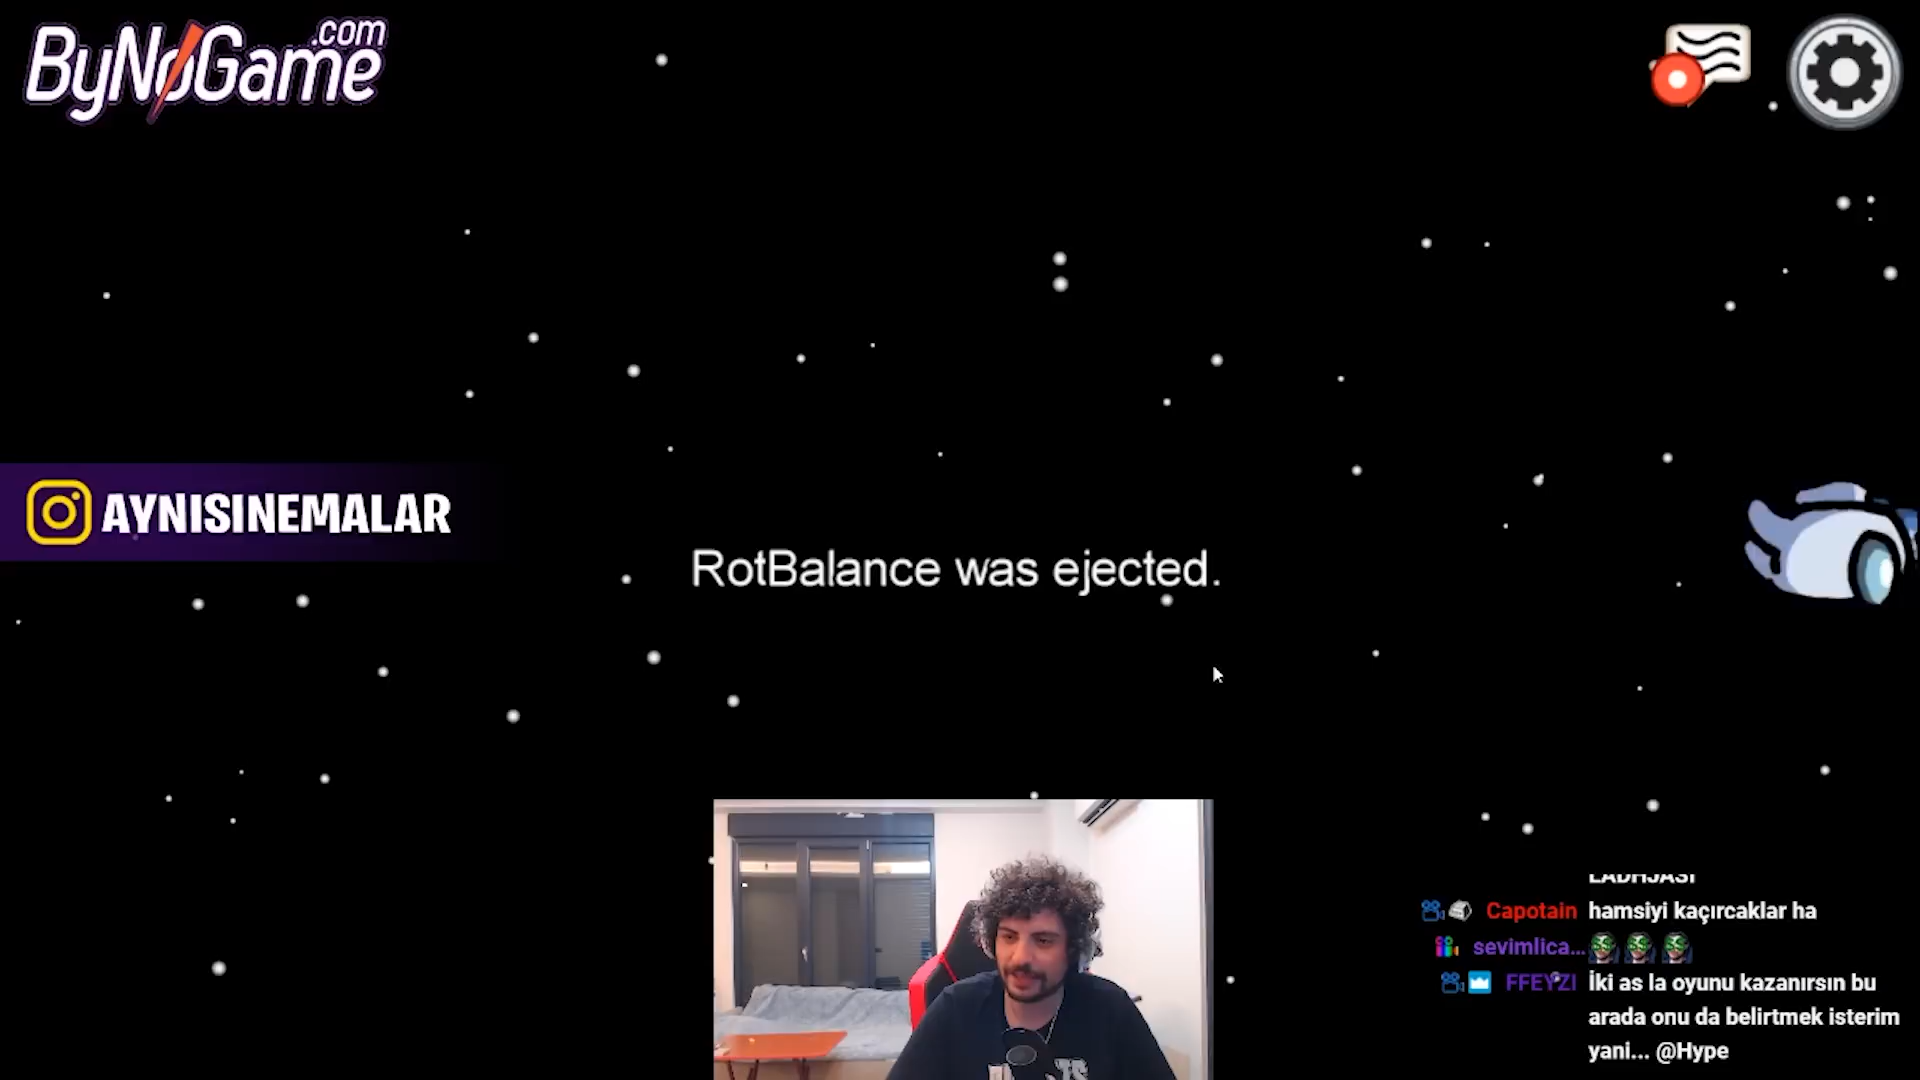 ByNoGame.com
AYNISINEMALAR
RotBalance was ejected.
Capotain hamsiyi kaçırcaklar ha
sevimlica...
FFEYZI İki as la oyunu kazanırsın bu
arada onu da belirtmek isterim
yani... @Hype